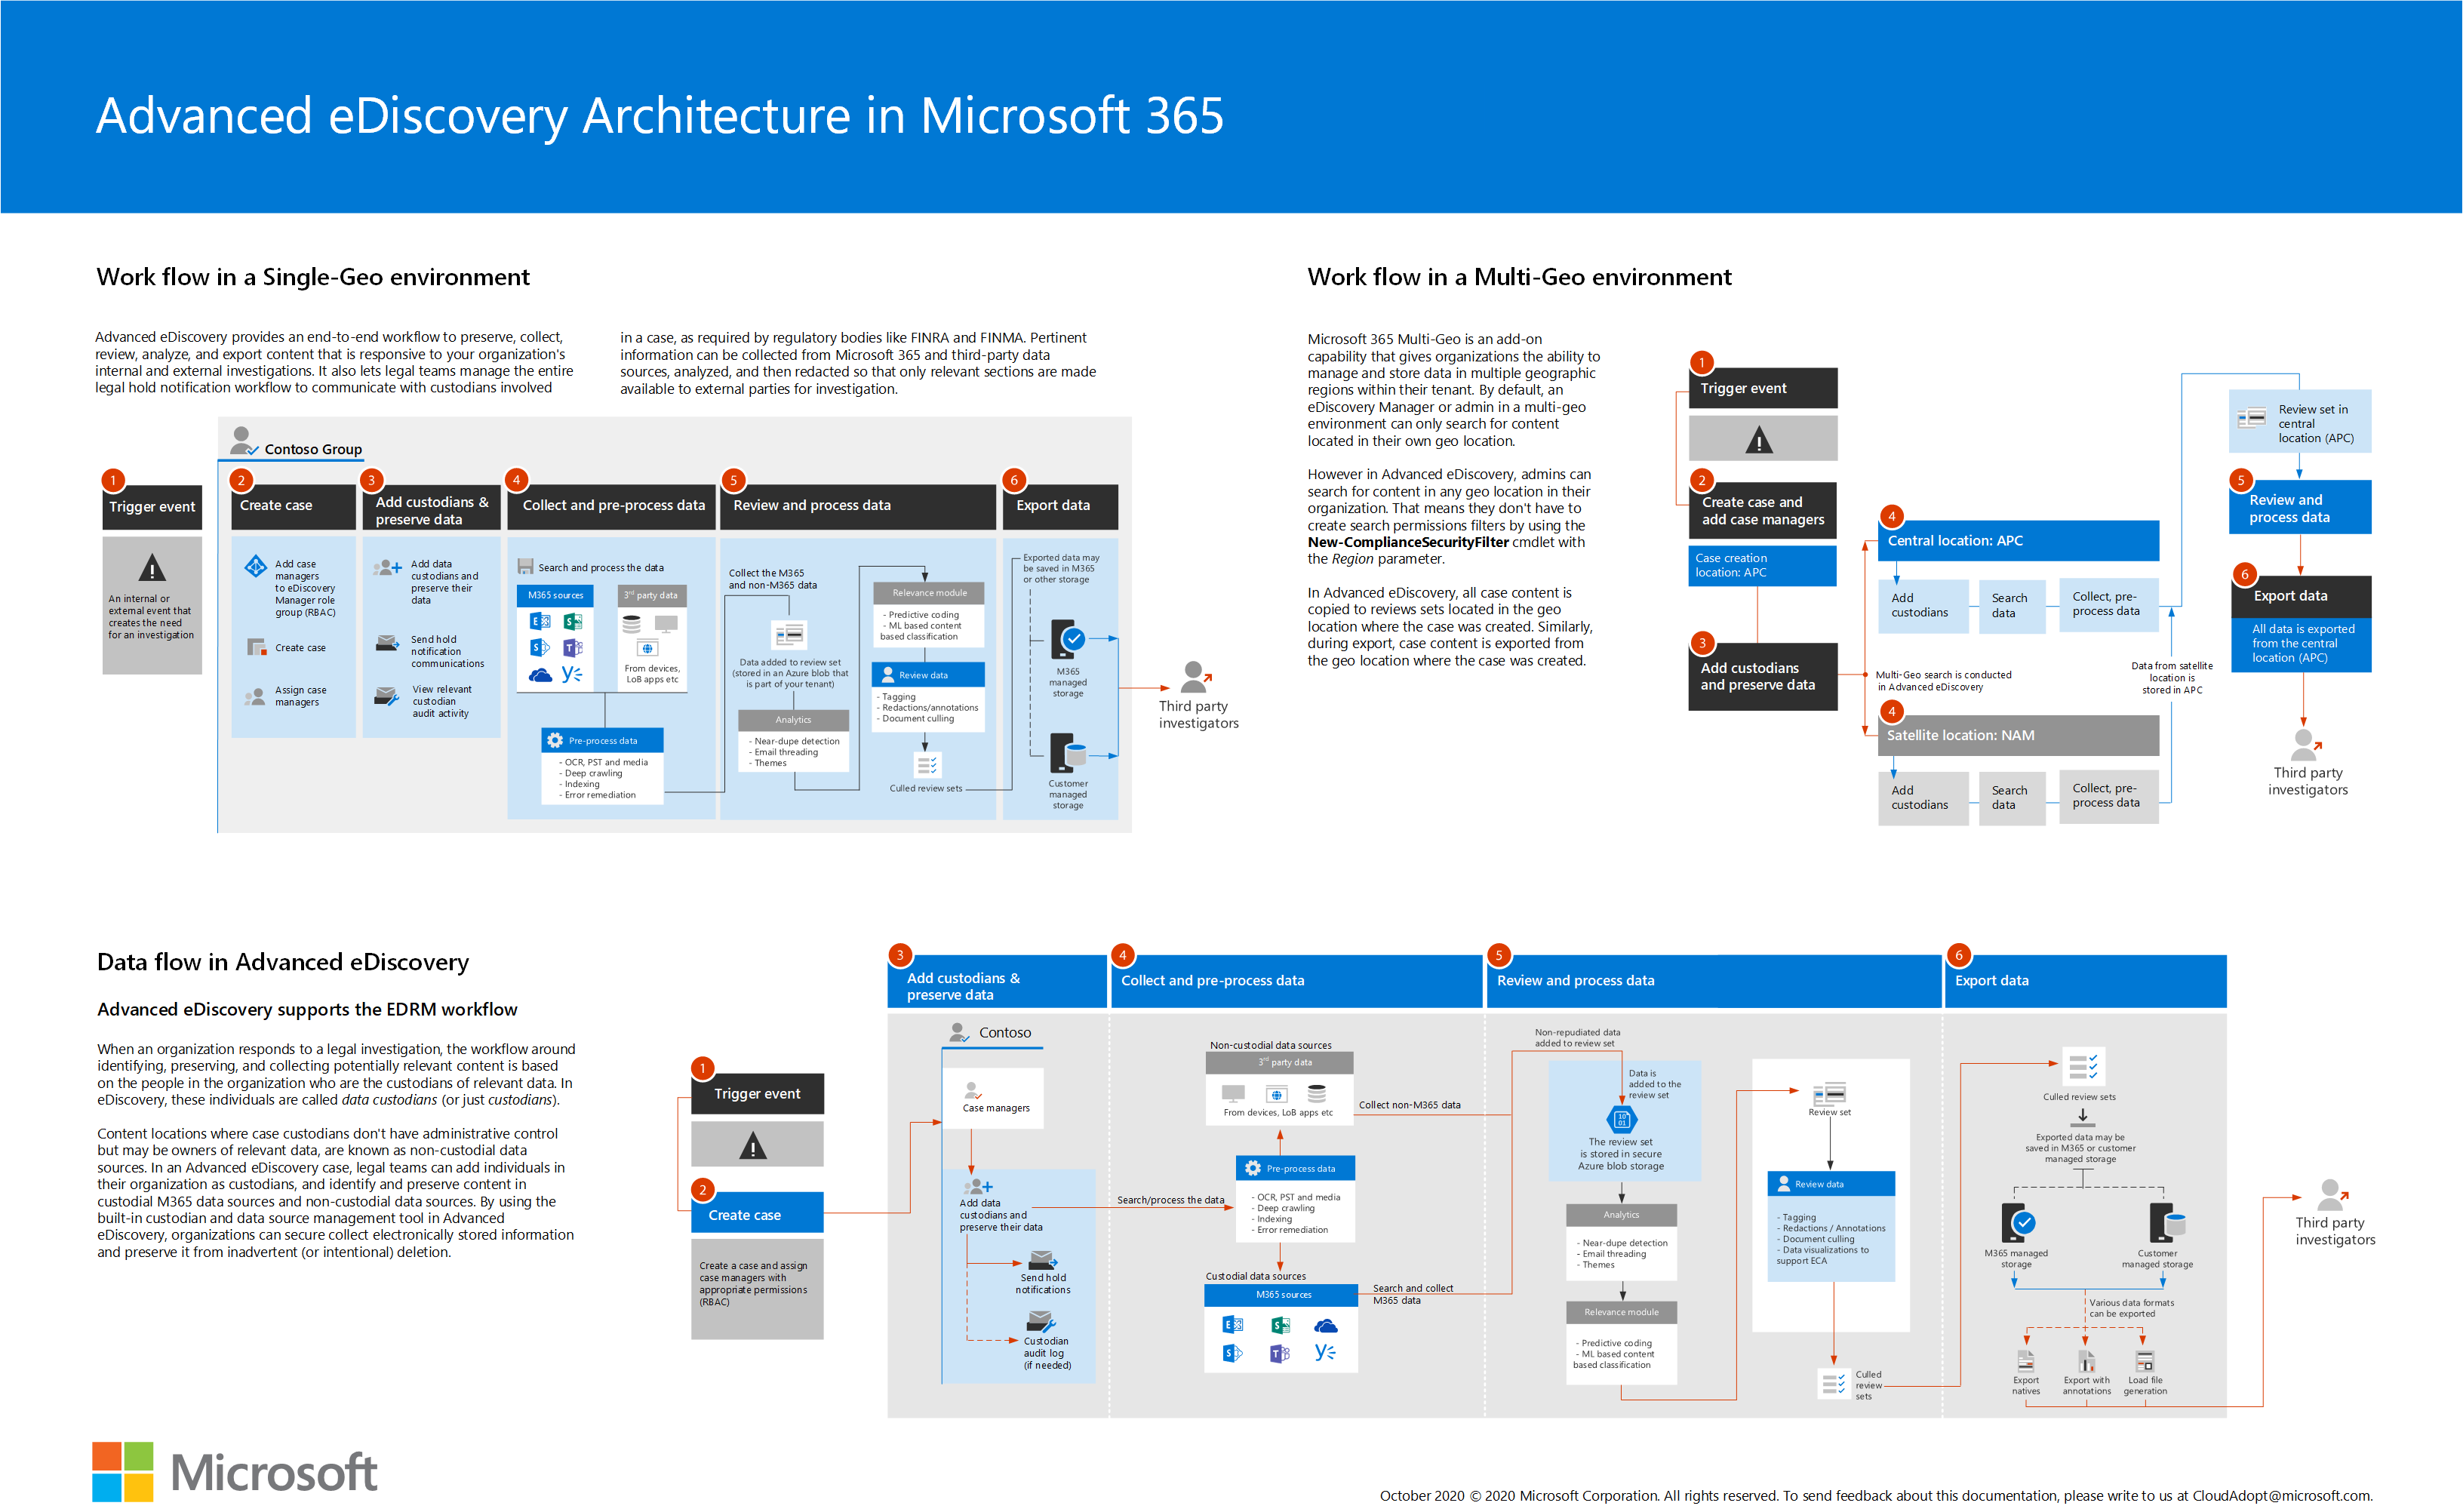 Advanced eDiscovery Architecture in Microsoft 365
Work flow in a Single-Geo environment
Advanced eDiscovery provides an end-to-end workflow to preserve, collect,
review, analyze, and export content that is responsive to your organization's
internal and external investigations. It also lets legal teams manage the entire
legal hold notification workflow to communicate with custodians involved
in a case, as required by regulatory bodies like FINRA and FINMA. Pertinent
information can be collected from Microsoft 365 and third-party data
sources, analyzed, and then redacted so that only relevant sections are made
available to external parties for investigation.
Contoso Group
1
Trigger event
An internal or
external event that
creates the need
for an investigation
2
Create case
Add case
managers
to eDiscovery
Manager role
group (RBAC)
Create case
Assign case
managers
3
Add custodians &
preserve data
Add data
custodians and
preserve their
data
Send hold
notification
communications
View relevant
custodian
audit activity
4
Collect and pre-process data
Search and process the data
M365 sources
3rd party data
From devices,
LoB apps etc
Pre-process data
- OCR, PST and media
- Deep crawling
- Indexing
- Error remediation
5
Review and process data
Collect the M365
and non-M365 data
Data added to review set
(stored in an Azure blob that
is part of your tenant)
Analytics
- Near-dupe detection
- Email threading
- Themes
Relevance module
- Predictive coding
- ML based content
based classification
Review data
- Tagging
- Redactions/annotations
- Document culling
Culled review sets
6
Export data
Exported data may
be saved in M365
or other storage
M365
managed
storage
Customer
managed
storage
Third party
investigators
Work flow in a Multi-Geo environment
Microsoft 365 Multi-Geo is an add-on
capability that gives organizations the ability to
manage and store data in multiple geographic
regions within their tenant. By default, an
eDiscovery Manager or admin in a multi-geo
environment can only search for content
located in their own geo location.
However in Advanced eDiscovery, admins can
search for content in any geo location in their
organization. That means they don't have to
create search permissions filters by using the
New-ComplianceSecurityFilter cmdlet with
the Region parameter.
In Advanced eDiscovery, all case content is
copied to reviews sets located in the geo
location where the case was created. Similarly,
during export, case content is exported from
the geo location where the case was created.
1
Trigger event
2
Create case and
add case managers
Case creation
location: APC
3
Add custodians
and preserve data
Multi-Geo search is conducted
in Advanced eDiscovery
4
Central location: APC
Add
custodians
Search
data
Collect, pre-
process data
4
Satellite location: NAM
Add
custodians
Search
data
Collect, pre-
process data
Data from satellite
location is
stored in APC
Review set in
central
location (APC)
5
Review and
process data
6
Export data
All data is exported
from the central
location (APC)
Third party
investigators
Data flow in Advanced eDiscovery
Advanced eDiscovery supports the EDRM workflow
When an organization responds to a legal investigation, the workflow around
identifying, preserving, and collecting potentially relevant content is based
on the people in the organization who are the custodians of relevant data. In
eDiscovery, these individuals are called data custodians (or just custodians).
Content locations where case custodians don't have administrative control
but may be owners of relevant data, are known as non-custodial data
sources. In an Advanced eDiscovery case, legal teams can add individuals in
their organization as custodians, and identify and preserve content in
custodial M365 data sources and non-custodial data sources. By using the
built-in custodian and data source management tool in Advanced
eDiscovery, organizations can secure collect electronically stored information
and preserve it from inadvertent (or intentional) deletion.
1
Trigger event
2
Create case
Create a case and assign
case managers with
appropriate permissions
(RBAC)
3
Add custodians &
preserve data
Contoso
Case managers
Add data
custodians and
preserve their data
Send hold
notifications
Custodian
audit log
(if needed)
4
Collect and pre-process data
Search/process the data
Non-custodial data sources
3rd party data
From devices, LoB apps etc
Pre-process data
- OCR, PST and media
- Deep crawling
- Indexing
- Error remediation
Custodial data sources
M365 sources
Collect non-M365 data
Search and collect
M365 data
5
Review and process data
Non-repudiated data
added to review set
Data is
added to the
review set
The review set
is stored in secure
Azure blob storage
Analytics
- Near-dupe detection
- Email threading
- Themes
Relevance module
- Predictive coding
- ML based content
based classification
Review set
Review data
- Tagging
- Redactions / Annotations
- Document culling
- Data visualizations to
support ECA
Culled
review
sets
6
Export data
Culled review sets
Exported data may be
saved in M365 or customer
managed storage
M365 managed
storage
Customer
managed storage
Various data formats
can be exported
Export
natives
Export with
annotations
Load file
generation
Third party
investigators
Microsoft
October 2020 © 2020 Microsoft Corporation. All rights reserved. To send feedback about this documentation, please write to us at CloudAdopt@microsoft.com.